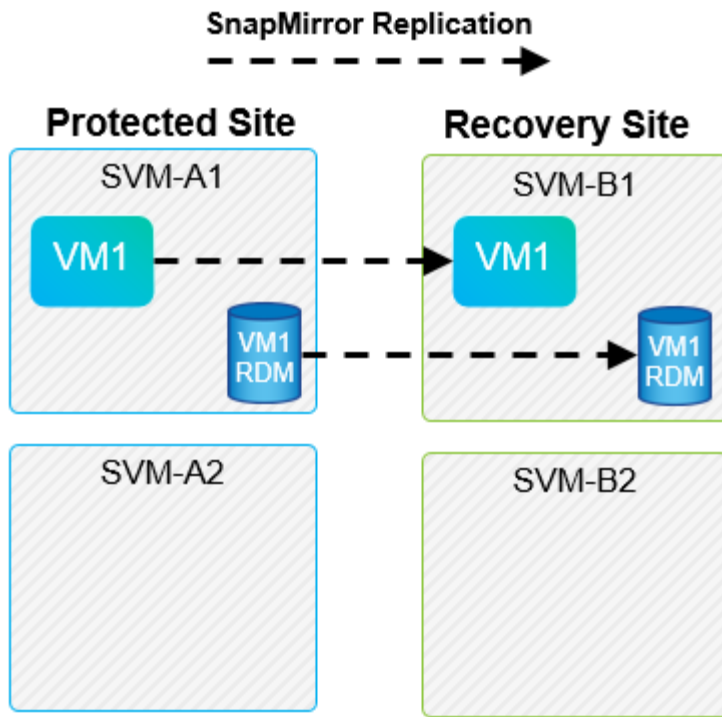 SnapMirror Replication
Protected Site
Recovery Site
SVM-A1
SVM-B1
VM1
VM1
VM1
RDM
VM1
RDM
SVM-A2
SVM-B2